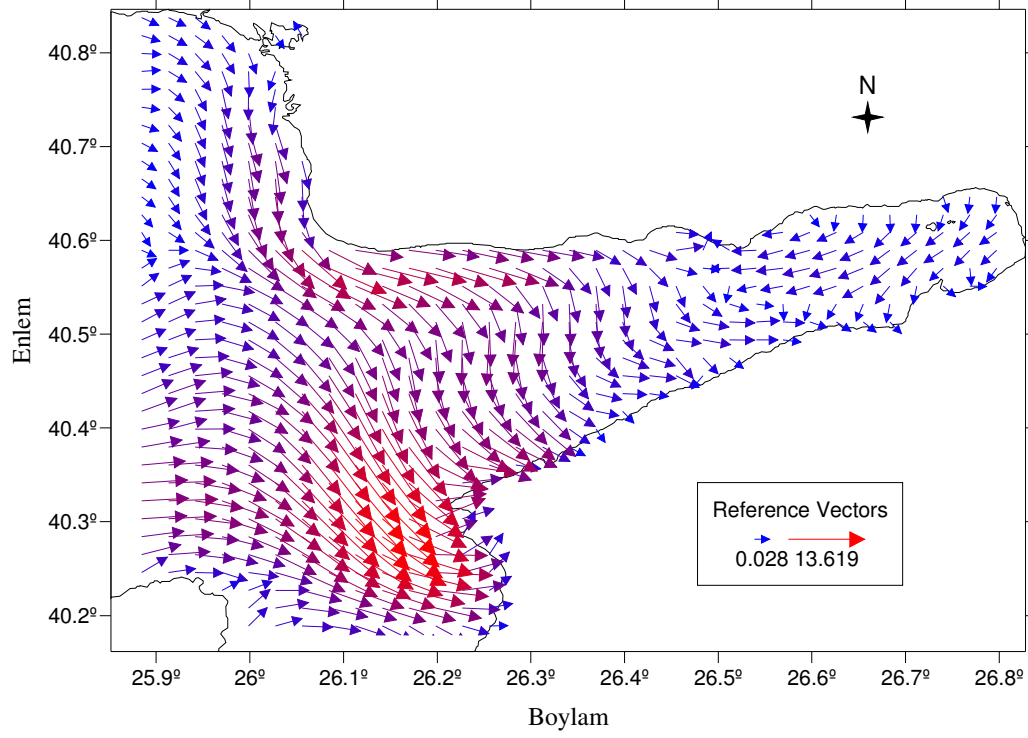 40.8º
N
40.7º
40.6º
Enlem
40.5º
40.4º
40.3º
Reference Vectors
0.028 13.619
40.2º
25.9º 26º 26.1º 26.2º 26.3º 26.4º 26.5º 26.6º 26.7º 26.8º
Boylam